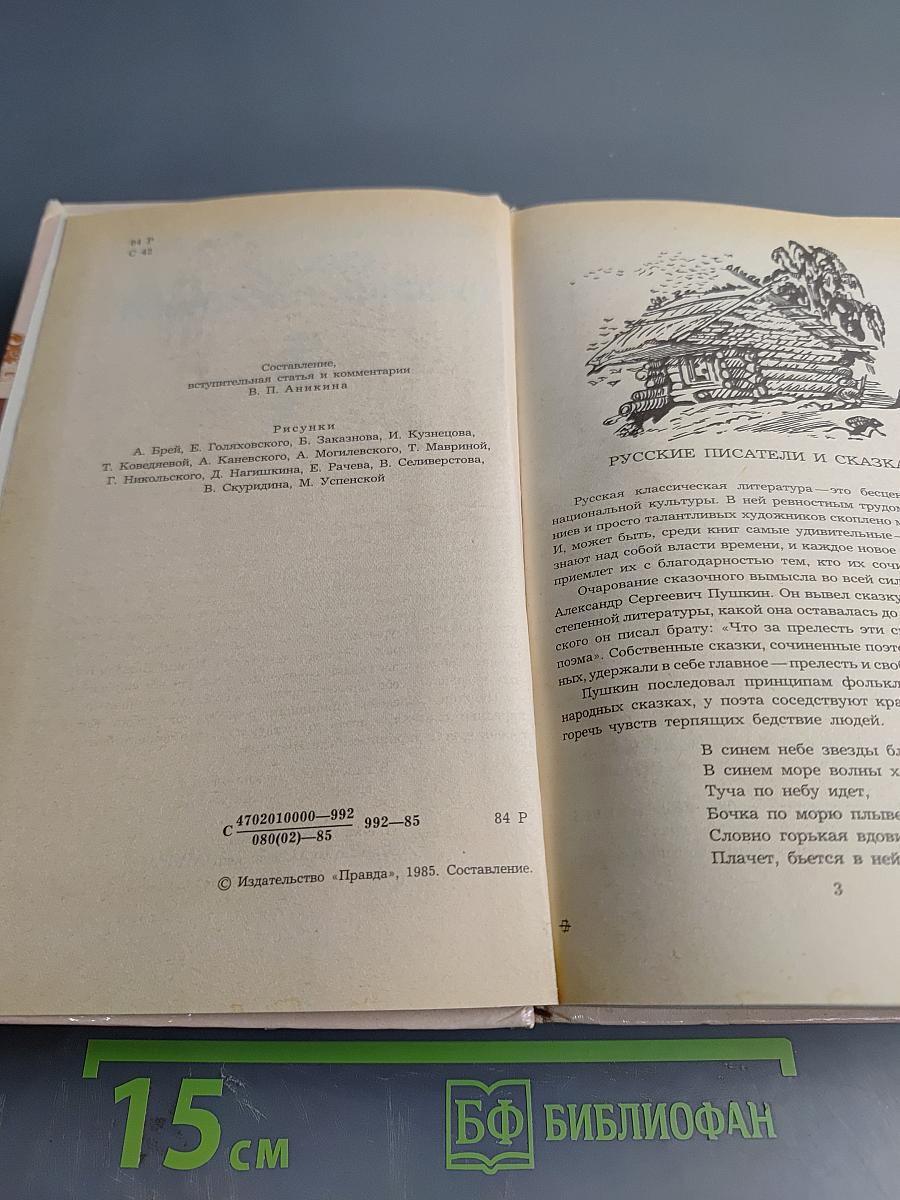 84 Р
С 42
Составление,
вступительная статья и комментарии
В. П. Аникина
Рисунки
А. Брей, Е. Голяховского, Б. Заказнова, И. Кузнецова,
Т. Коведяевой, А. Каневского, А. Могилевского, Т. Мавриной,
Г. Никольского, Д. Нагишкина, Е. Рачева, В. Селиверстова,
В. Скуридина, М. Успенской
С 4702010000—992 992—85 84 Р
080(02)—85
© Издательство «Правда», 1985. Составление.
РУССКИЕ ПИСАТЕЛИ И СКАЗКА
Русская классическая литература—это бесцен
национальной культуры. В ней ревностным трудом
ниев и просто талантливых художников скоплено м
И, может быть, среди книг самые удивительные—
знают над собой власти времени, и каждое новое
приемлет их с благодарностью тем, кто их сочи
Очарование сказочного вымысла во всей сил
Александр Сергеевич Пушкин. Он вывел сказку
степенной литературы, какой она оставалась до
ского он писал брату: «Что за прелесть эти с
поэма». Собственные сказки, сочиненные поэт
ных, удержали в себе главное—прелесть и своб
Пушкин последовал принципам фолькл
народных сказках, у поэта соседствуют кра
горечь чувств терпящих бедствие людей.
В синем небе звезды бл
В синем море волны х
Туча по небу идет,
Бочка по морю плыве
Словно горькая вдови
Плачет, бьется в ней
3
15 см
БФ БИБЛИОФАН